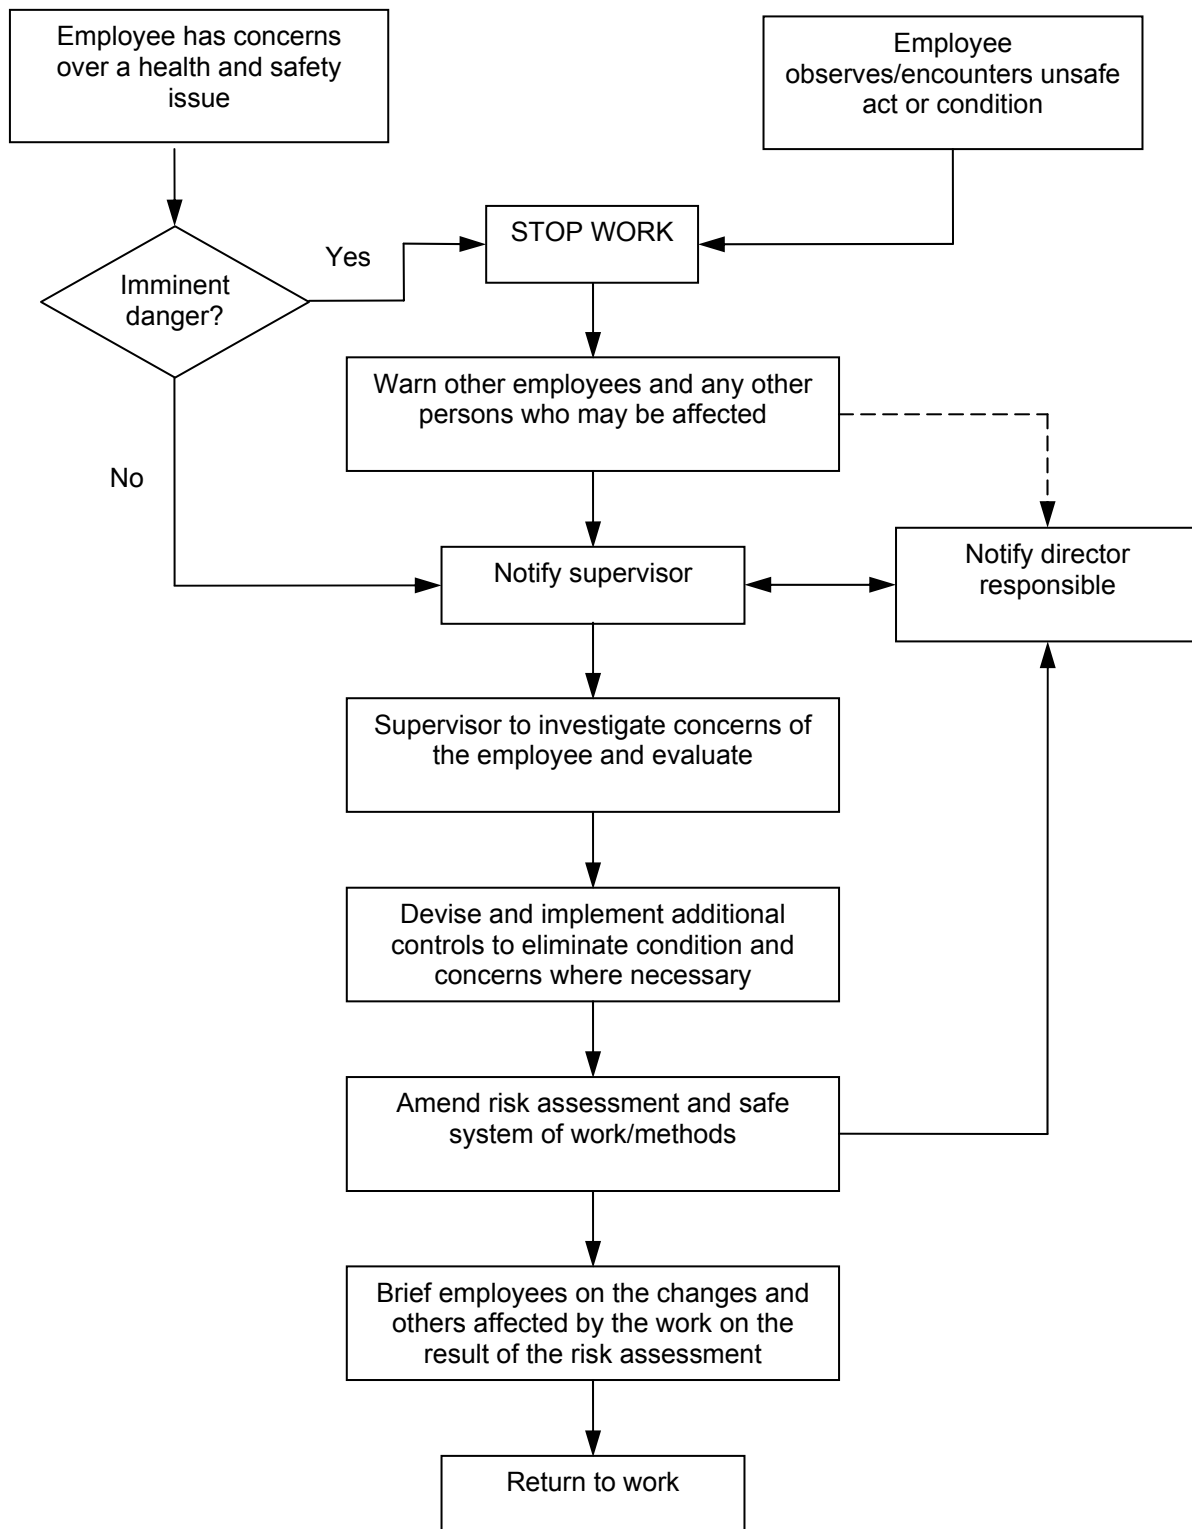 Employee has concerns
over a health and safety
issue
Employee
observes/encounters unsafe
act or condition
STOP WORK
Yes
Imminent
danger?
Warn other employees and any other
persons who may be affected
No
Notify supervisor
Notify director
responsible
Supervisor to investigate concerns of
the employee and evaluate
Devise and implement additional
controls to eliminate condition and
concerns where necessary
Amend risk assessment and safe
system of work/methods
Brief employees on the changes and
others affected by the work on the
result of the risk assessment
Return to work